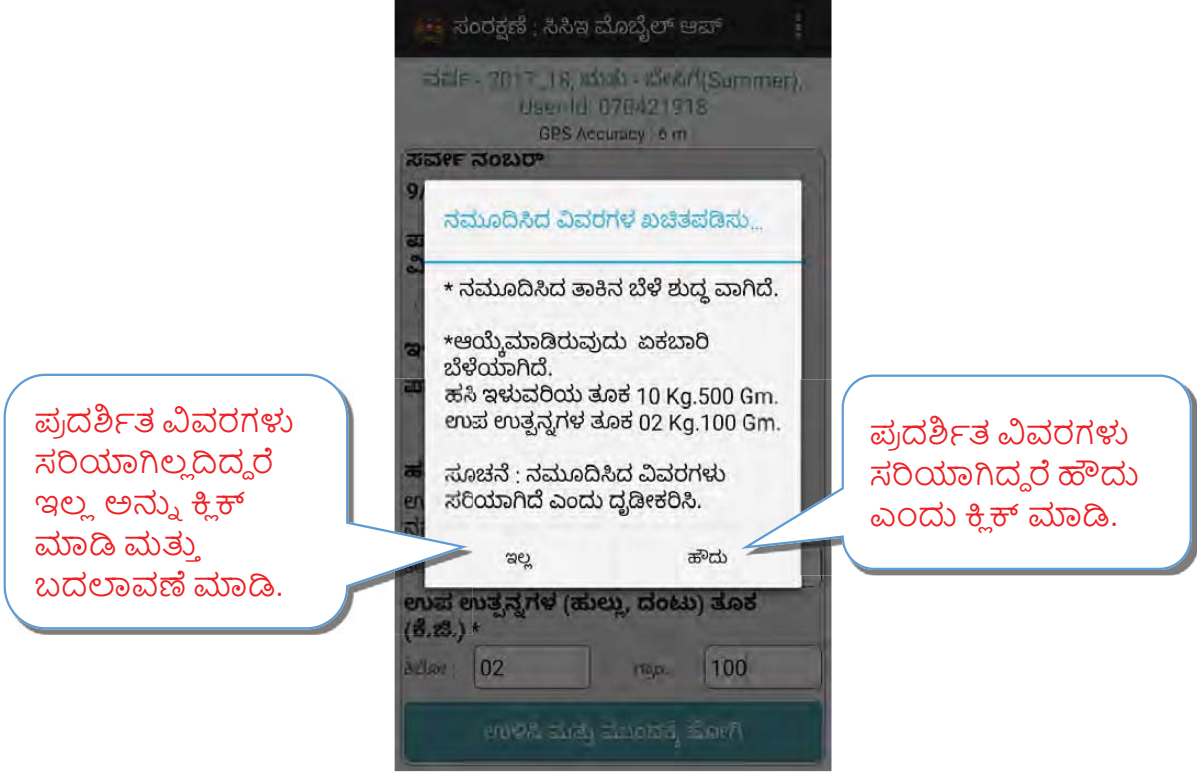 ಸಂರಕ್ಷಣೆ : ಸಿಸಿಇ ಮೊಬೈಲ್ ಆಪ್
ವರ್ಷ - 2017_18, ಋತು - ಬೇಸಿಗೆ(Summer),
User Id: 078421918
GPS Accuracy : 6 m
ಸರ್ವೇ ನಂಬರ್
9/
ನಮೂದಿಸಿದ ವಿವರಗಳ ಖಚಿತಪಡಿಸು...
* ನಮೂದಿಸಿದ ತಾಕಿನ ಬೆಳೆ ಶುದ್ಧ ವಾಗಿದೆ.
*ಆಯ್ಕೆಮಾಡಿರುವುದು ಏಕಬಾರಿ
ಬೆಳೆಯಾಗಿದೆ.
ಹಸಿ ಇಳುವರಿಯ ತೂಕ 10 Kg.500 Gm.
ಉಪ ಉತ್ಪನ್ನಗಳ ತೂಕ 02 Kg.100 Gm.
ಸೂಚನೆ : ನಮೂದಿಸಿದ ವಿವರಗಳು
ಸರಿಯಾಗಿದೆ ಎಂದು ದೃಡೀಕರಿಸಿ.
ಇಲ್ಲ ಹೌದು
ಉಪ ಉತ್ಪನ್ನಗಳ (ಹುಲ್ಲು, ದಂಟು) ತೂಕ
(ಕೆ.ಜಿ.) *
ಕಿಲೋ : 02 ಗ್ರಾಂ. 100
ಉಳಿಸಿ ಮತ್ತು ಮುಂದಕ್ಕೆ ಹೋಗಿ
ಪ್ರದರ್ಶಿತ ವಿವರಗಳು
ಸರಿಯಾಗಿಲ್ಲದಿದ್ದರೆ
ಇಲ್ಲ ಅನ್ನು ಕ್ಲಿಕ್
ಮಾಡಿ ಮತ್ತು
ಬದಲಾವಣೆ ಮಾಡಿ.
ಪ್ರದರ್ಶಿತ ವಿವರಗಳು
ಸರಿಯಾಗಿದ್ದರೆ ಹೌದು
ಎಂದು ಕ್ಲಿಕ್ ಮಾಡಿ.